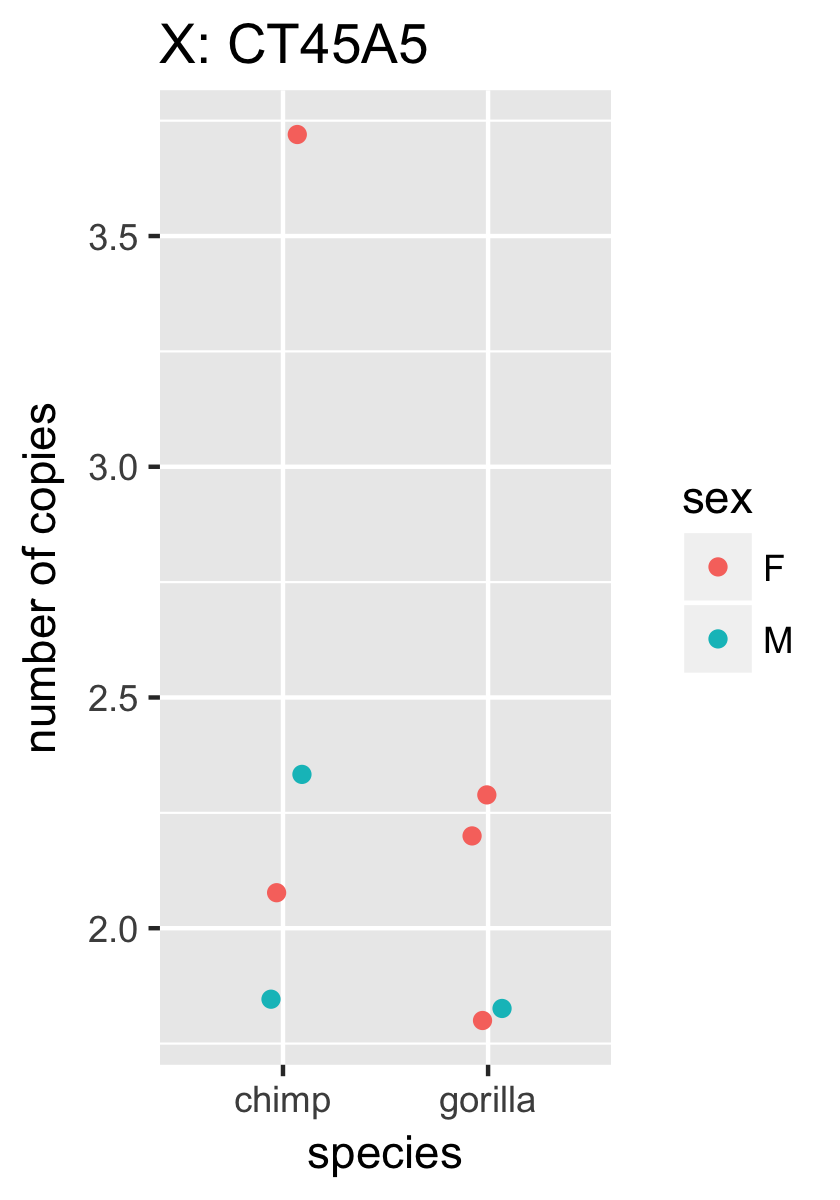 X: CT45A5
number of copies
3.5
3.0
2.5
2.0
chimp gorilla
species
sex
F
M